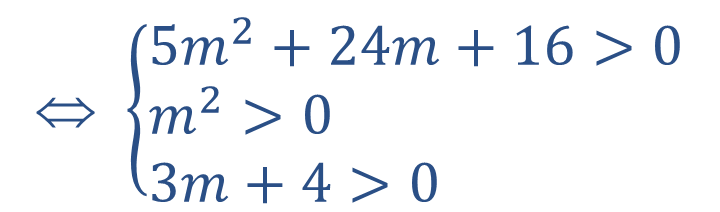 5m² + 24m + 16 > 0
⇔ { m² > 0
3m + 4 > 0